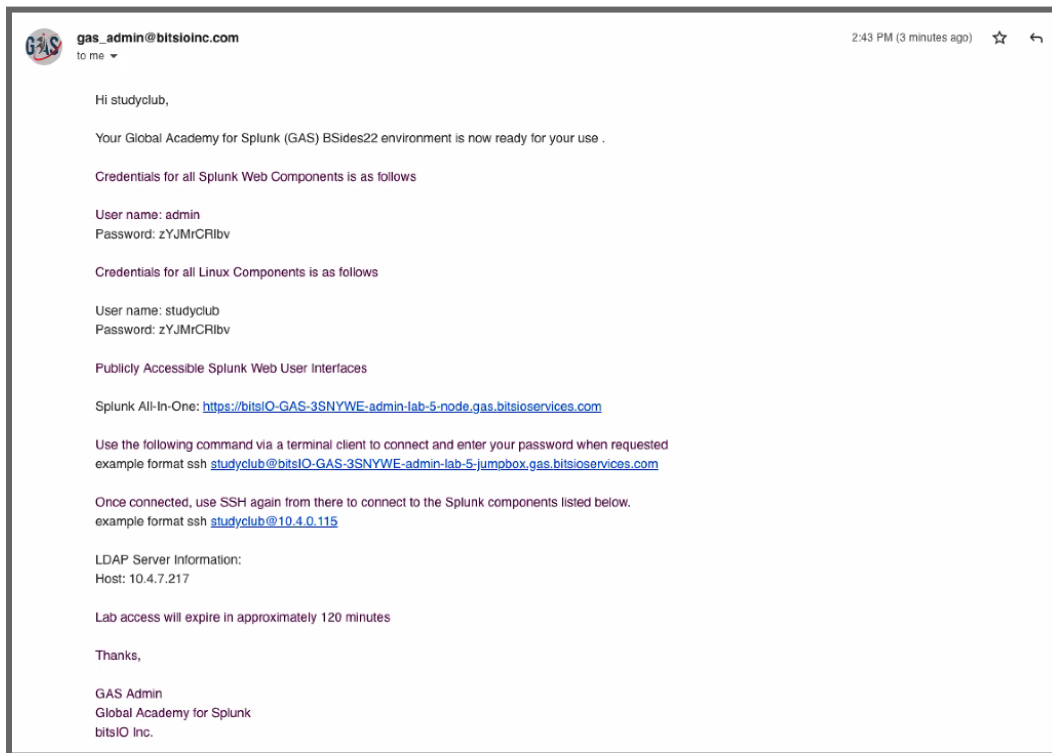 GAS
gas_admin@bitsioinc.com
2:43 PM (3 minutes ago)
to me
Hi studyclub,
Your Global Academy for Splunk (GAS) BSides22 environment is now ready for your use .
Credentials for all Splunk Web Components is as follows
User name: admin
Password: zYJMrCRlbv
Credentials for all Linux Components is as follows
User name: studyclub
Password: zYJMrCRlbv
Publicly Accessible Splunk Web User Interfaces
Splunk All-In-One: https://bitsIO-GAS-3SNYWE-admin-lab-5-node.gas.bitsioservices.com
Use the following command via a terminal client to connect and enter your password when requested
example format ssh studyclub@bitsIO-GAS-3SNYWE-admin-lab-5-jumpbox.gas.bitsioservices.com
Once connected, use SSH again from there to connect to the Splunk components listed below.
example format ssh studyclub@10.4.0.115
LDAP Server Information:
Host: 10.4.7.217
Lab access will expire in approximately 120 minutes
Thanks,
GAS Admin
Global Academy for Splunk
bitsIO Inc.